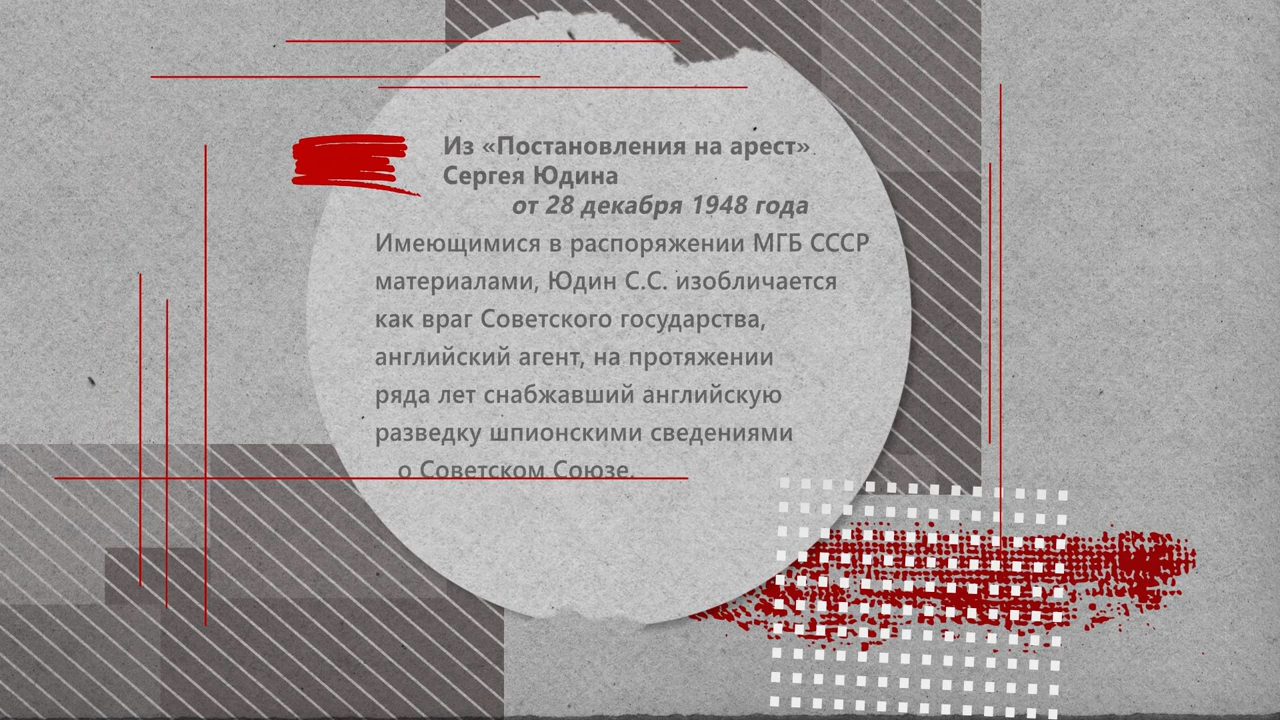 Из «Постановления на арест»
Сергея Юдина
от 28 декабря 1948 года
Имеющимися в распоряжении МГБ СССР
материалами, Юдин С.С. изобличается
как враг Советского государства,
английский агент, на протяжении
ряда лет снабжавший английскую
разведку шпионскими сведениями
о Советском Союзе.